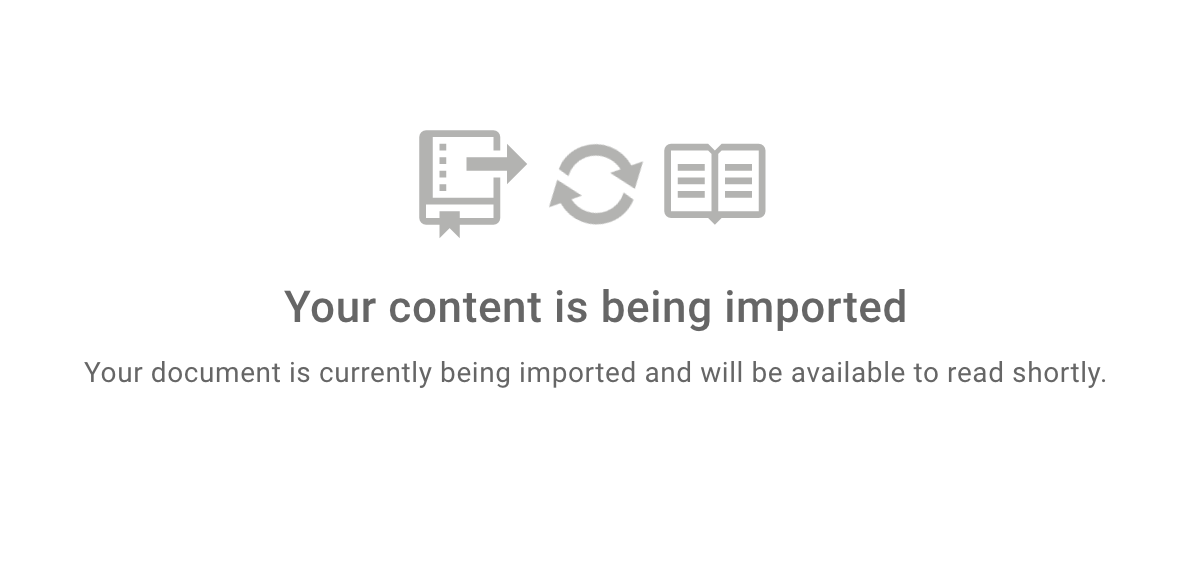 Your content is being imported
Your document is currently being imported and will be available to read shortly.